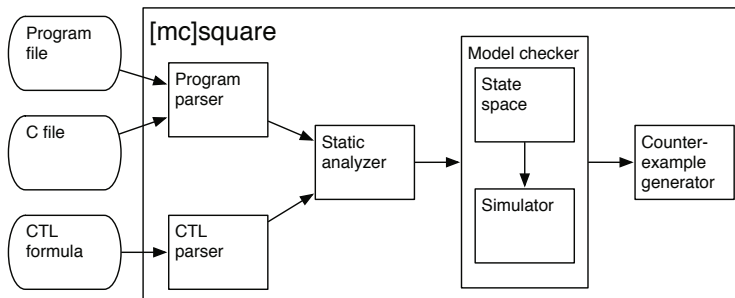 [mc]square
Program
file
C file
CTL
formula
Program
parser
CTL
parser
Static
analyzer
Model checker
State
space
Simulator
Counter-
example
generator